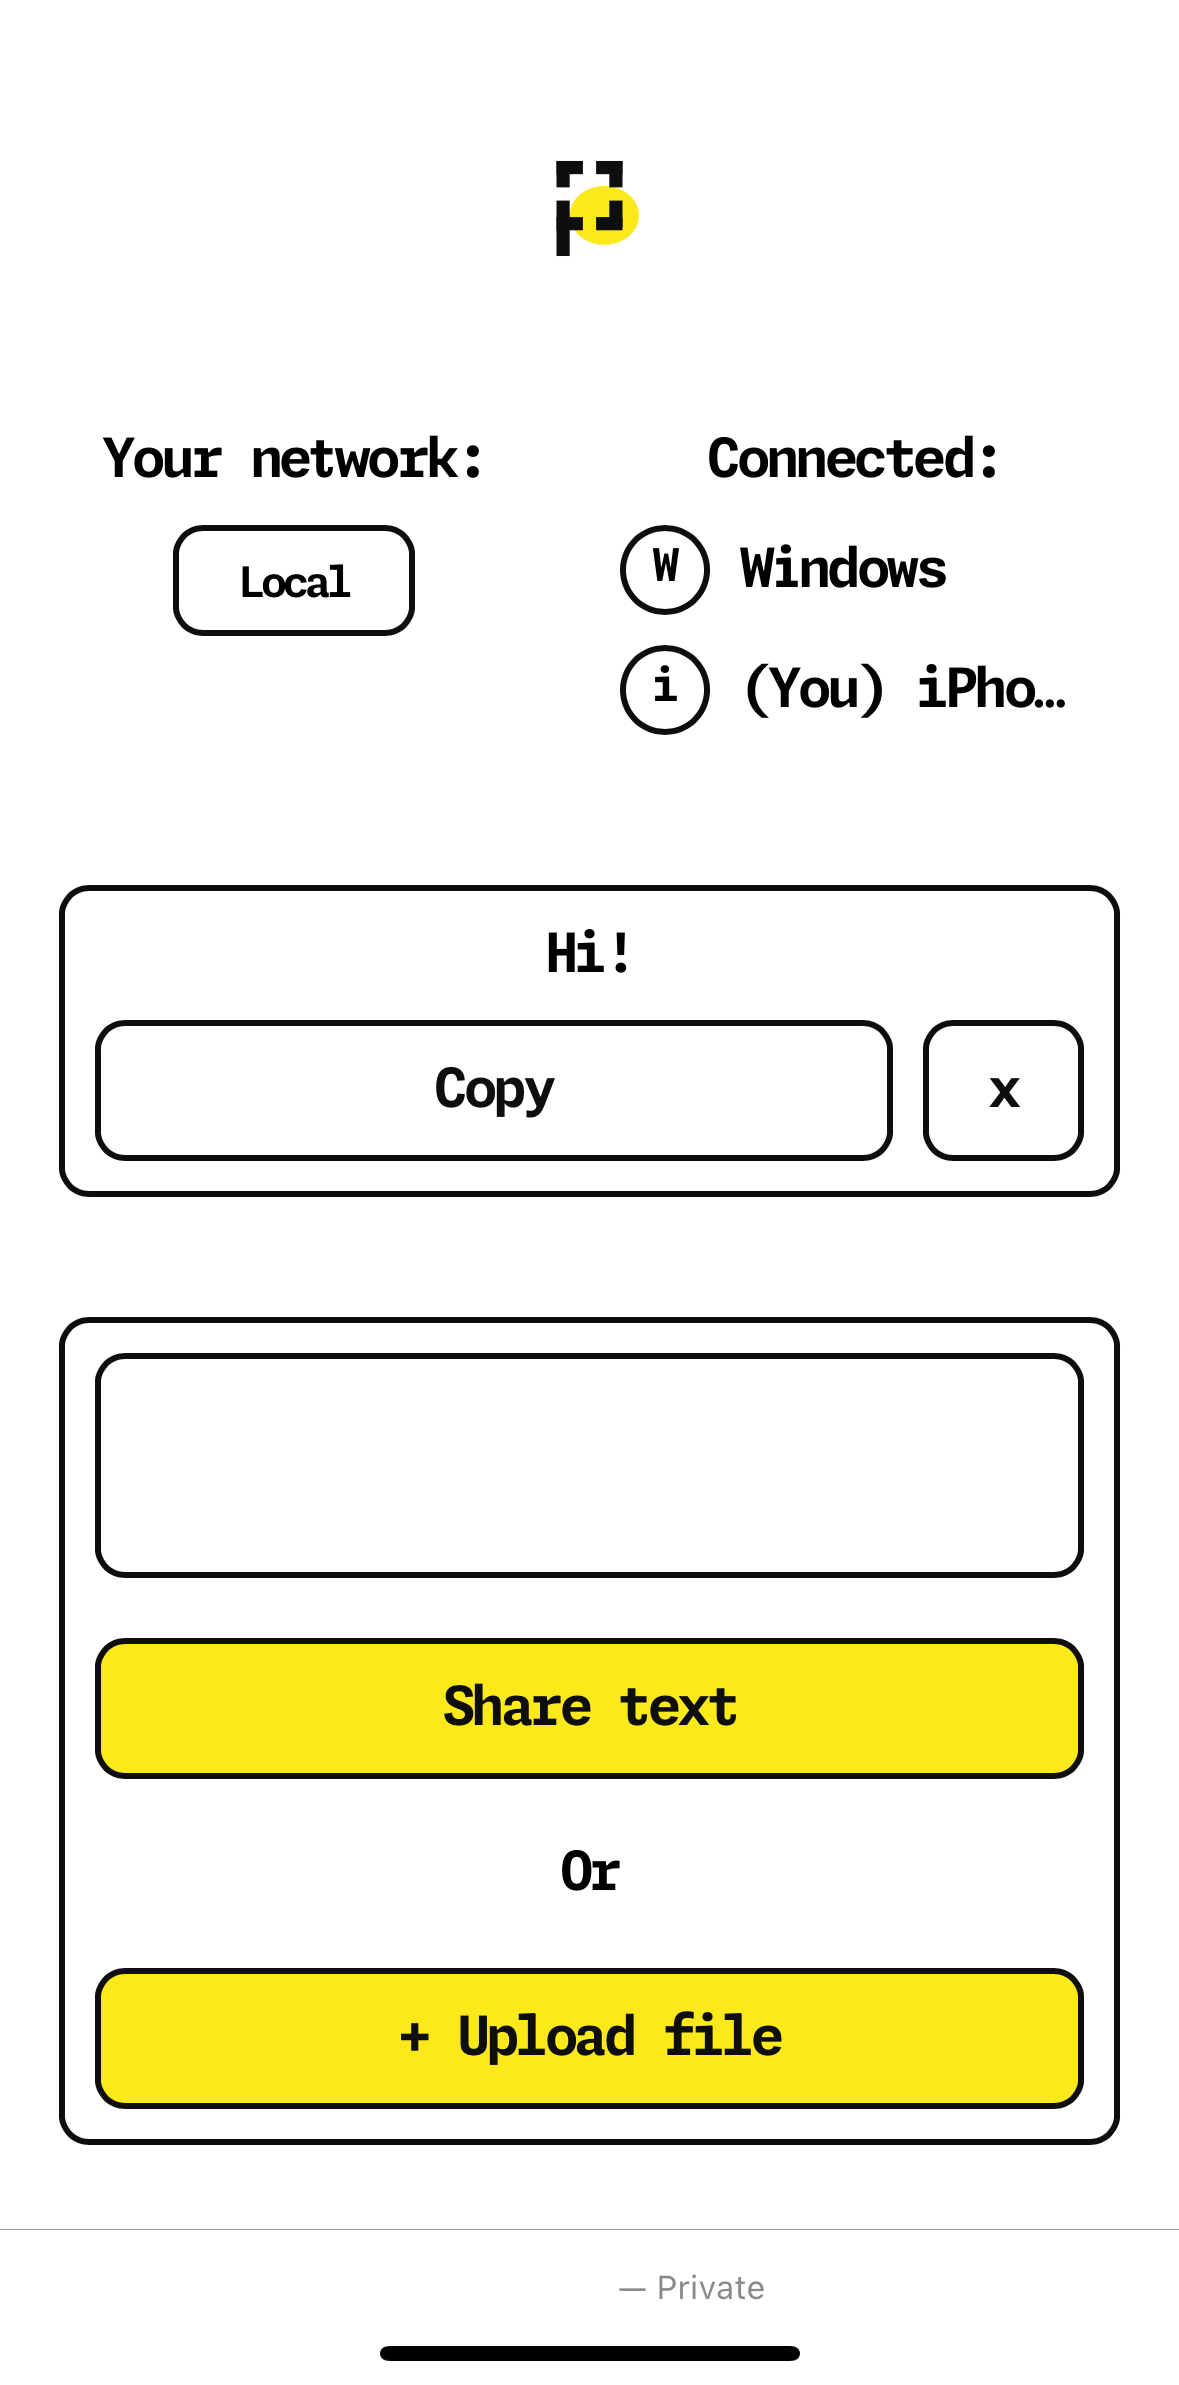 Your network:
Local
Connected:
W Windows
i (You) iPho…
Hi!
Copy
x
Share text
Or
+ Upload file
— Private